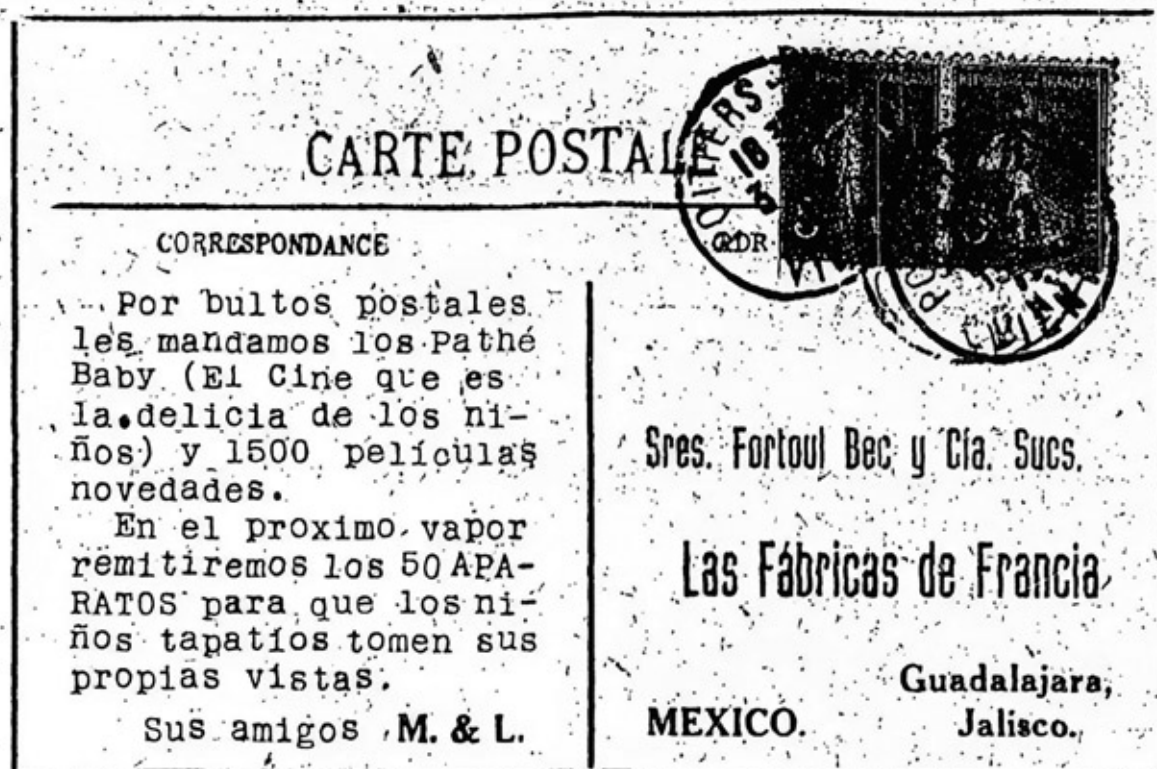 CARTE POSTALE
CORRESPONDANCE
Por bultos postales
les mandamos los Pathé
Baby (El Cine que es
la delicia de los ni-
ños) y 1500 películas
novedades.
En el proximo vapor
remitiremos los 50 APA-
RATOS para que los ni-
ños tapatíos tomen sus
propias vistas.
Sus amigos M. & L.
18
Sres. Fortoul Bec y Cía. Sucs.
Las Fábricas de Francia
Guadalajara,
MEXICO. Jalisco.